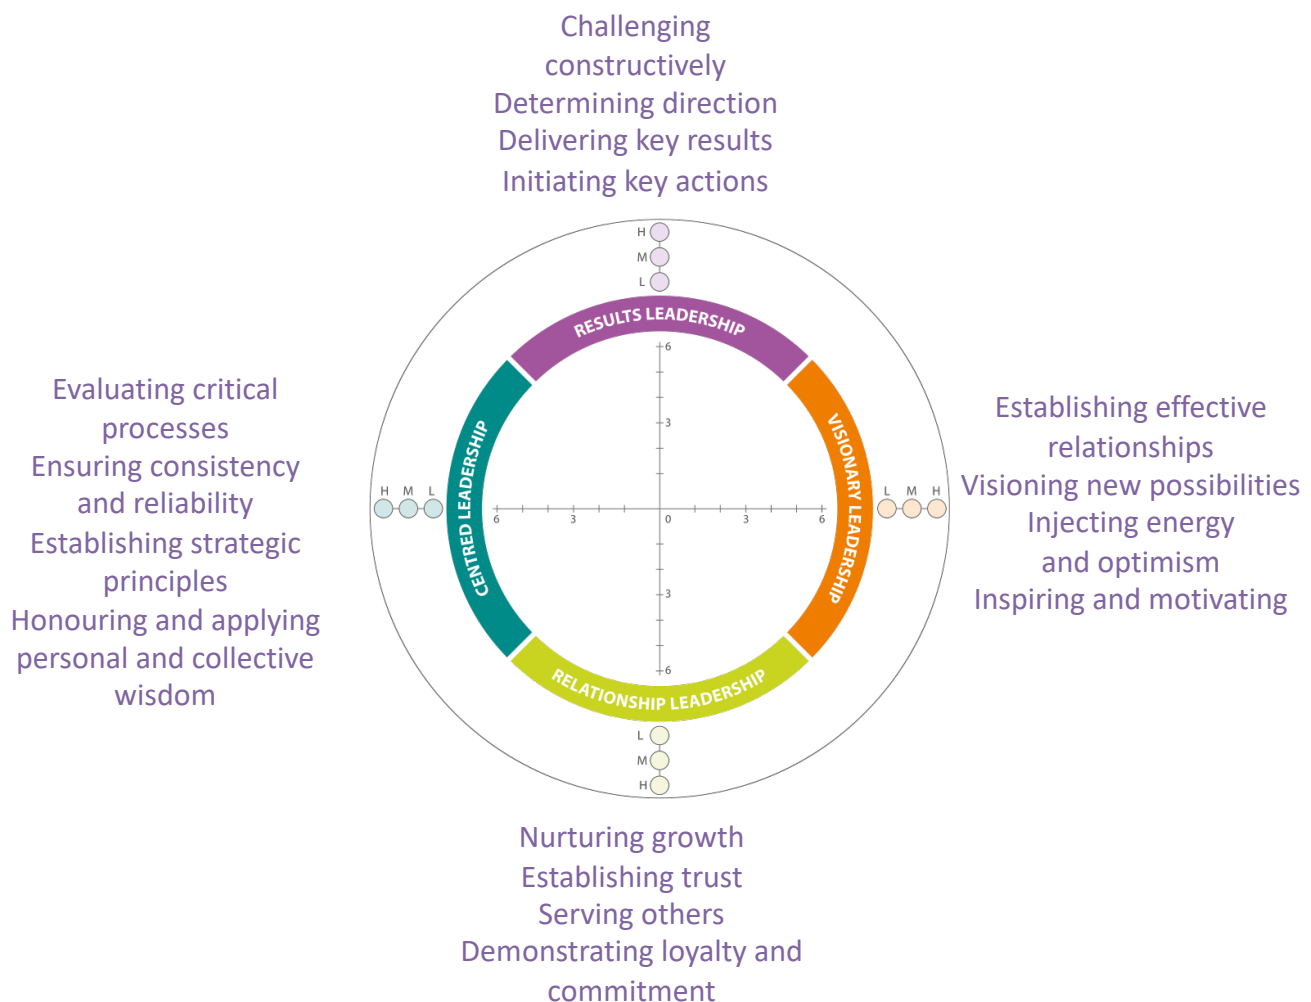 Challenging
constructively
Determining direction
Delivering key results
Initiating key actions
H
M
L
RESULTS LEADERSHIP
6
3
Evaluating critical
processes
Ensuring consistency
and reliability
Establishing strategic
principles
Honouring and applying
personal and collective
wisdom
H M L
CENTRED LEADERSHIP
6 3 0 3 6
VISIONARY LEADERSHIP
L M H
Establishing effective
relationships
Visioning new possibilities
Injecting energy
and optimism
Inspiring and motivating
3
6
RELATIONSHIP LEADERSHIP
L
M
H
Nurturing growth
Establishing trust
Serving others
Demonstrating loyalty and
commitment